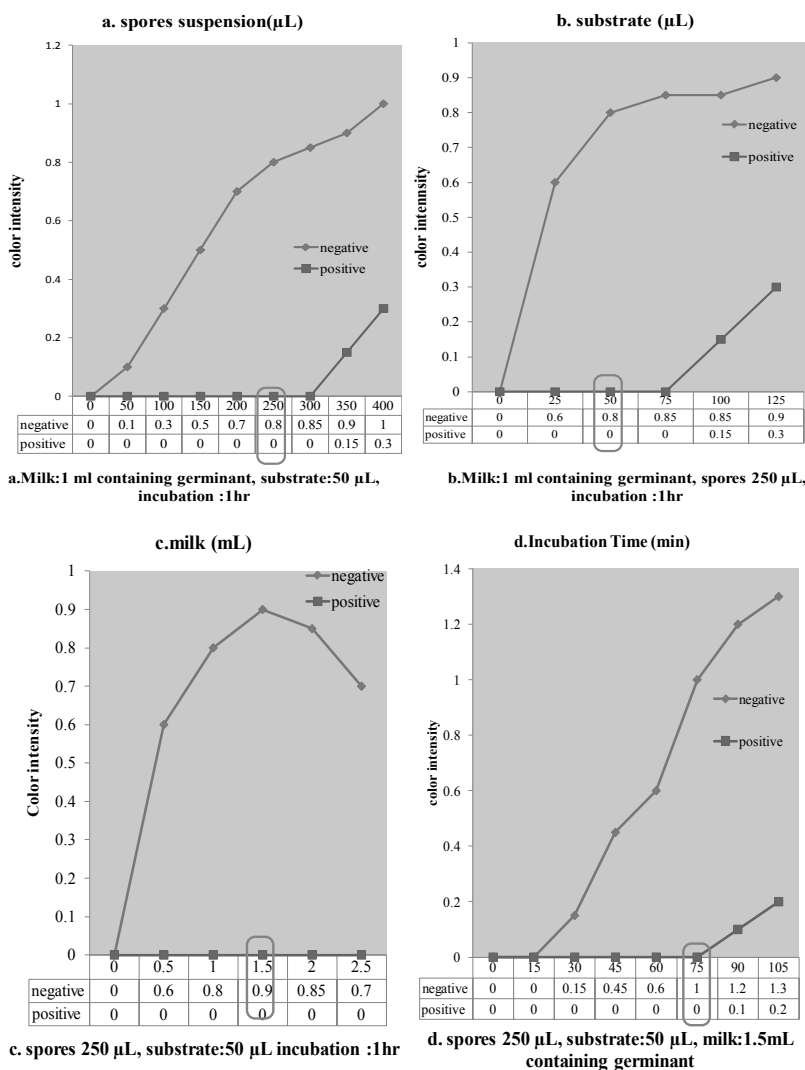 a. spores suspension(µL)
1.2
1
0.8
0.6
0.4
0.2
0
color intensity
negative
positive
0 50 100 150 200 250 300 350 400
negative 0 0.1 0.3 0.5 0.7 0.8 0.85 0.9 1
positive 0 0 0 0 0 0 0 0.15 0.3
a.Milk:1 ml containing germinant, substrate:50 µL,
incubation :1hr
b. substrate (µL)
1
0.9
0.8
0.7
0.6
0.5
0.4
0.3
0.2
0.1
0
color intennsity
negative
positive
0 25 50 75 100 125
negative 0 0.6 0.8 0.85 0.85 0.9
positive 0 0 0 0 0.15 0.3
b.Milk:1 ml containing germinant, spores 250 µL,
incubation :1hr
c.milk (mL)
1
0.9
0.8
0.7
0.6
0.5
0.4
0.3
0.2
0.1
0
Color intensity
negative
positive
0 0.5 1 1.5 2 2.5
negative 0 0.6 0.8 0.9 0.85 0.7
positive 0 0 0 0 0 0
c. spores 250 µL, substrate:50 µL incubation :1hr
d.Incubation Time (min)
1.4
1.2
1
0.8
0.6
0.4
0.2
0
color intensity
negative
positive
0 15 30 45 60 75 90 105
negative 0 0 0.15 0.45 0.6 1 1.2 1.3
positive 0 0 0 0 0 0 0.1 0.2
d. spores 250 µL, substrate:50 µL, milk:1.5mL
containing germinant